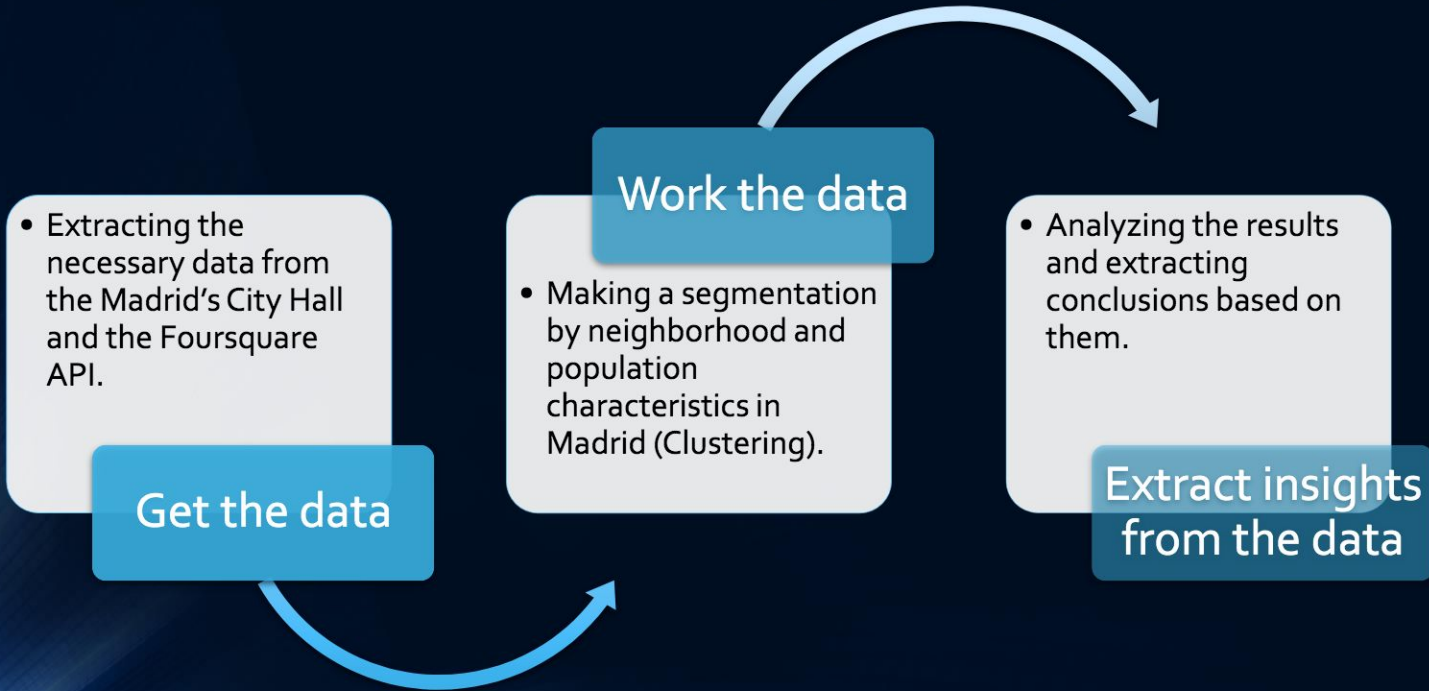 • Extracting the
necessary data from
the Madrid's City Hall
and the Foursquare
API.
Get the data
Work the data
• Making a segmentation
by neighborhood and
population
characteristics in
Madrid (Clustering).
• Analyzing the results
and extracting
conclusions based on
them.
Extract insights
from the data